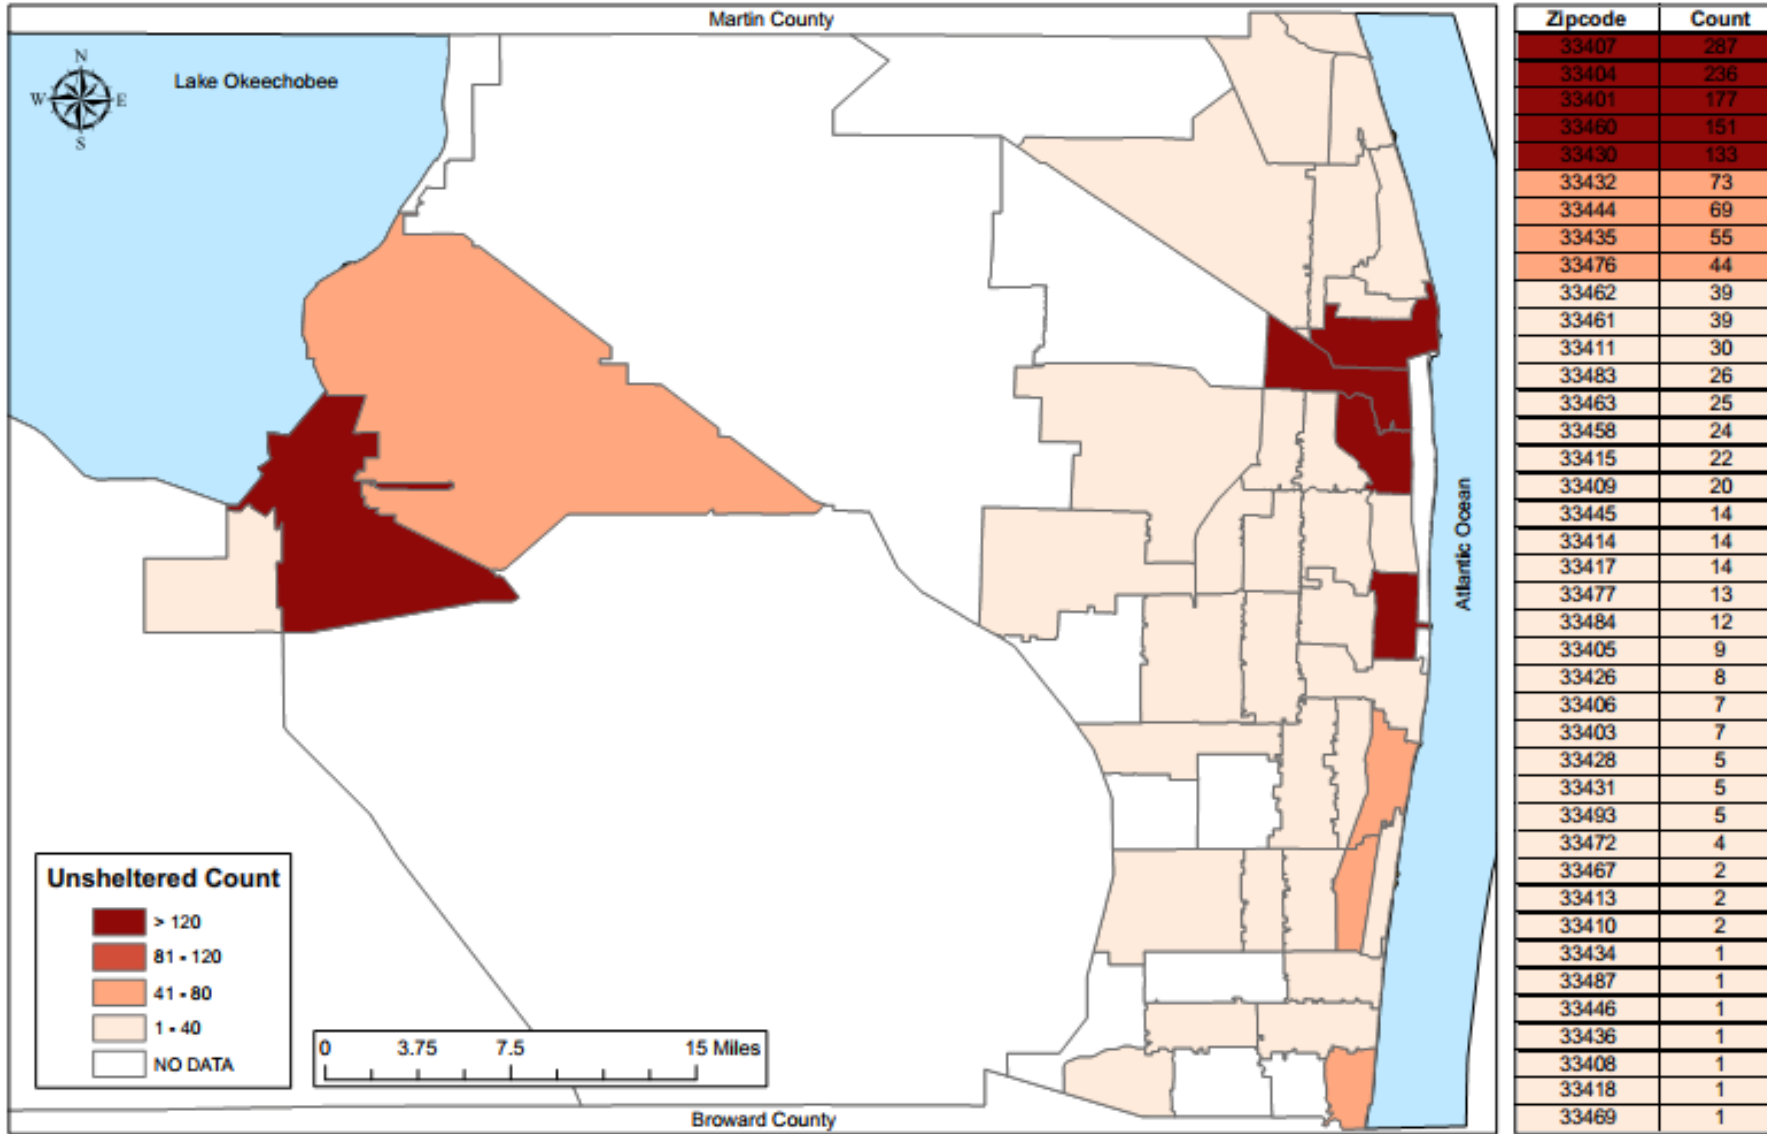 Martin County
Lake Okeechobee
N
W
E
S
Atlantic Ocean
Unsheltered Count
> 120
81 - 120
41 - 80
1 - 40
NO DATA
0 3.75 7.5 15 Miles
Broward County
Zipcode Count
33407 287
33404 236
33401 177
33460 151
33430 133
33432 73
33444 69
33435 55
33476 44
33462 39
33461 39
33411 30
33483 26
33463 25
33458 24
33415 22
33409 20
33445 14
33414 14
33417 14
33477 13
33484 12
33405 9
33426 8
33406 7
33403 7
33428 5
33431 5
33493 5
33472 4
33467 2
33413 2
33410 2
33434 1
33487 1
33446 1
33436 1
33408 1
33418 1
33469 1